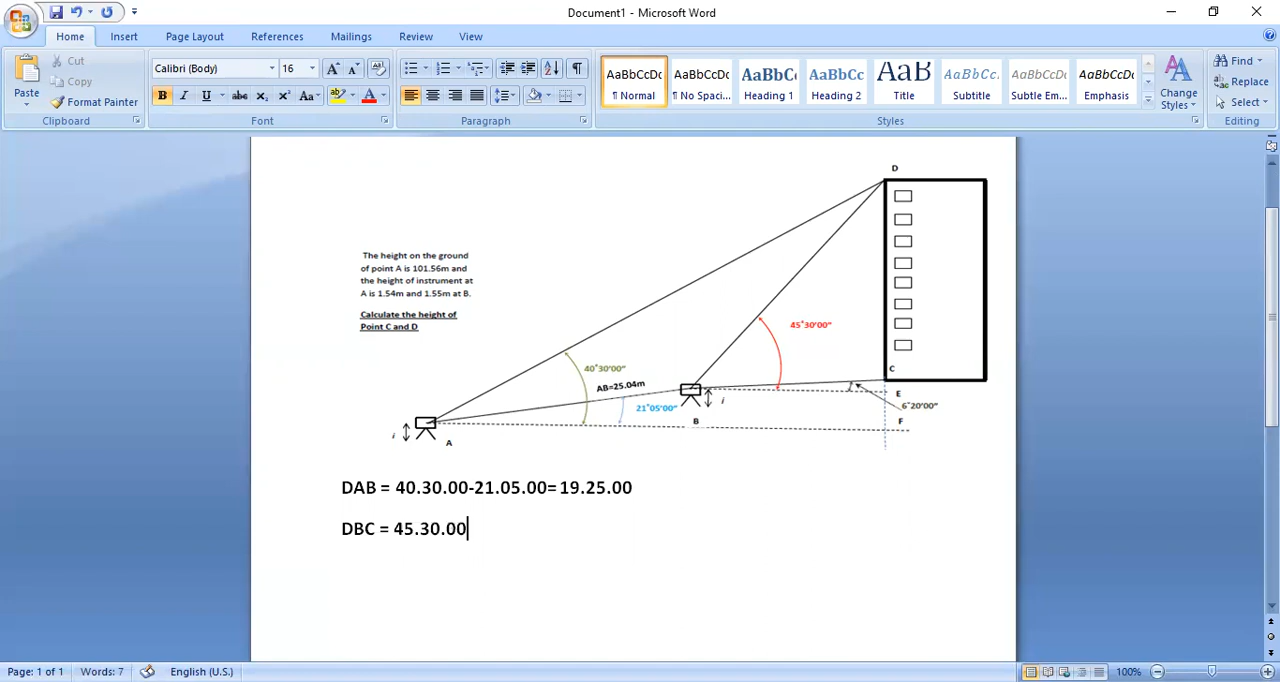 Document1 - Microsoft Word
Home Insert Page Layout References Mailings Review View
Paste
Cut
Copy
Format Painter
Clipboard
Calibri (Body) 16
B I U abc X₂ X² Aa
Font
Paragraph
AaBbCcDc AaBbCcDc AaBbCc AaBbCc AaB AaBbCc. AaBbCcDc AaBbCcDc
¶ Normal ¶ No Spaci... Heading 1 Heading 2 Title Subtitle Subtle Em... Emphasis
Change Styles
Styles
Find
Replace
Select
Editing
D
The height on the ground
of point A is 101.56m and
the height of instrument at
A is 1.54m and 1.55m at B.
Calculate the height of
Point C and D
45°30'00"
40°30'00"
C
AB=25.04m
E
i
21°05'00"
6°20'00"
B
F
i
A
DAB = 40.30.00-21.05.00= 19.25.00
DBC = 45.30.00
Page: 1 of 1 Words: 7 English (U.S.) 100%